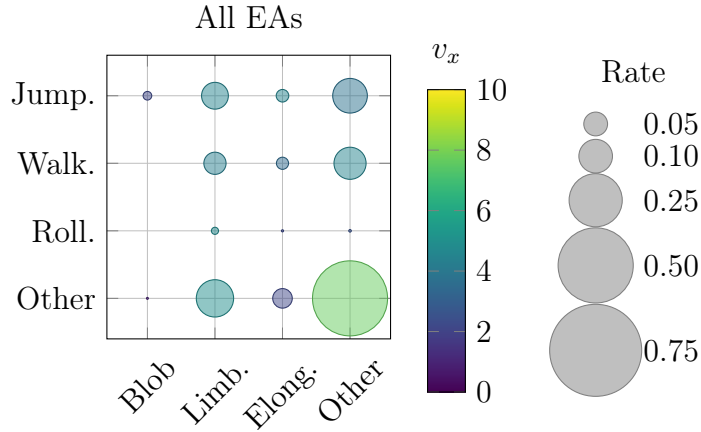 All EAs
Jump.
Walk.
Roll.
Other
Blob
Limb.
Elong.
Other
v_x
10
8
6
4
2
0
Rate
0.05
0.10
0.25
0.50
0.75